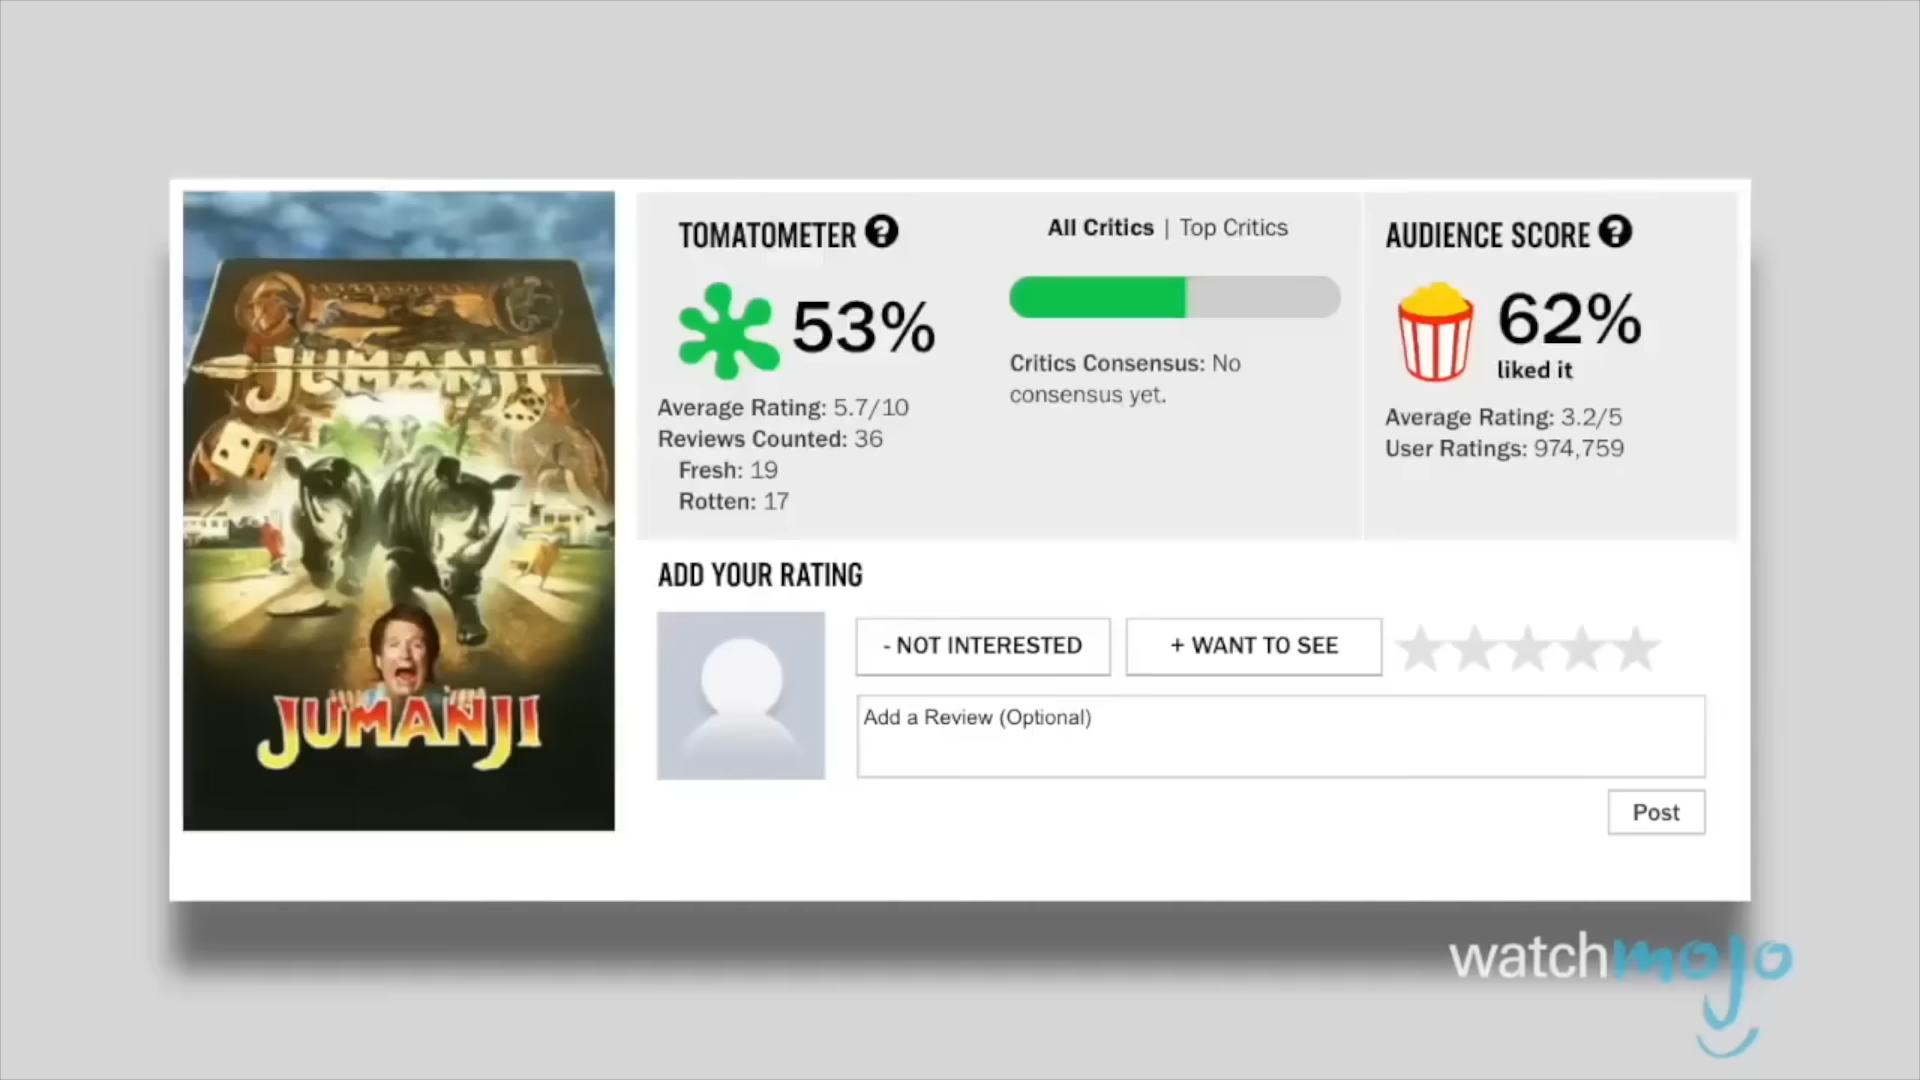 JUMANJI
JUMANJI
TOMATOMETER ?
53%
Average Rating: 5.7/10
Reviews Counted: 36
Fresh: 19
Rotten: 17
All Critics | Top Critics
Critics Consensus: No
consensus yet.
AUDIENCE SCORE ?
62%
liked it
Average Rating: 3.2/5
User Ratings: 974,759
ADD YOUR RATING
- NOT INTERESTED
+ WANT TO SEE
Add a Review (Optional)
Post
watchmojo